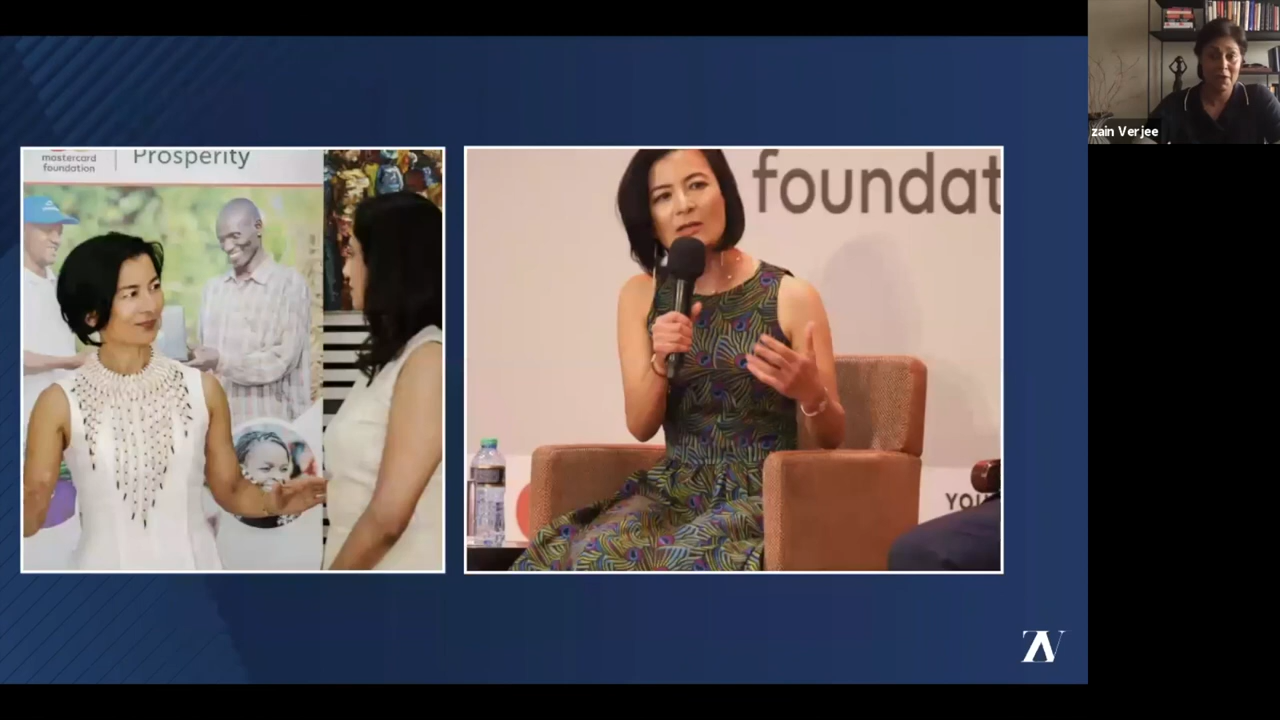 mastercard
foundation
Prosperity
foundat
YOU
zain Verjee